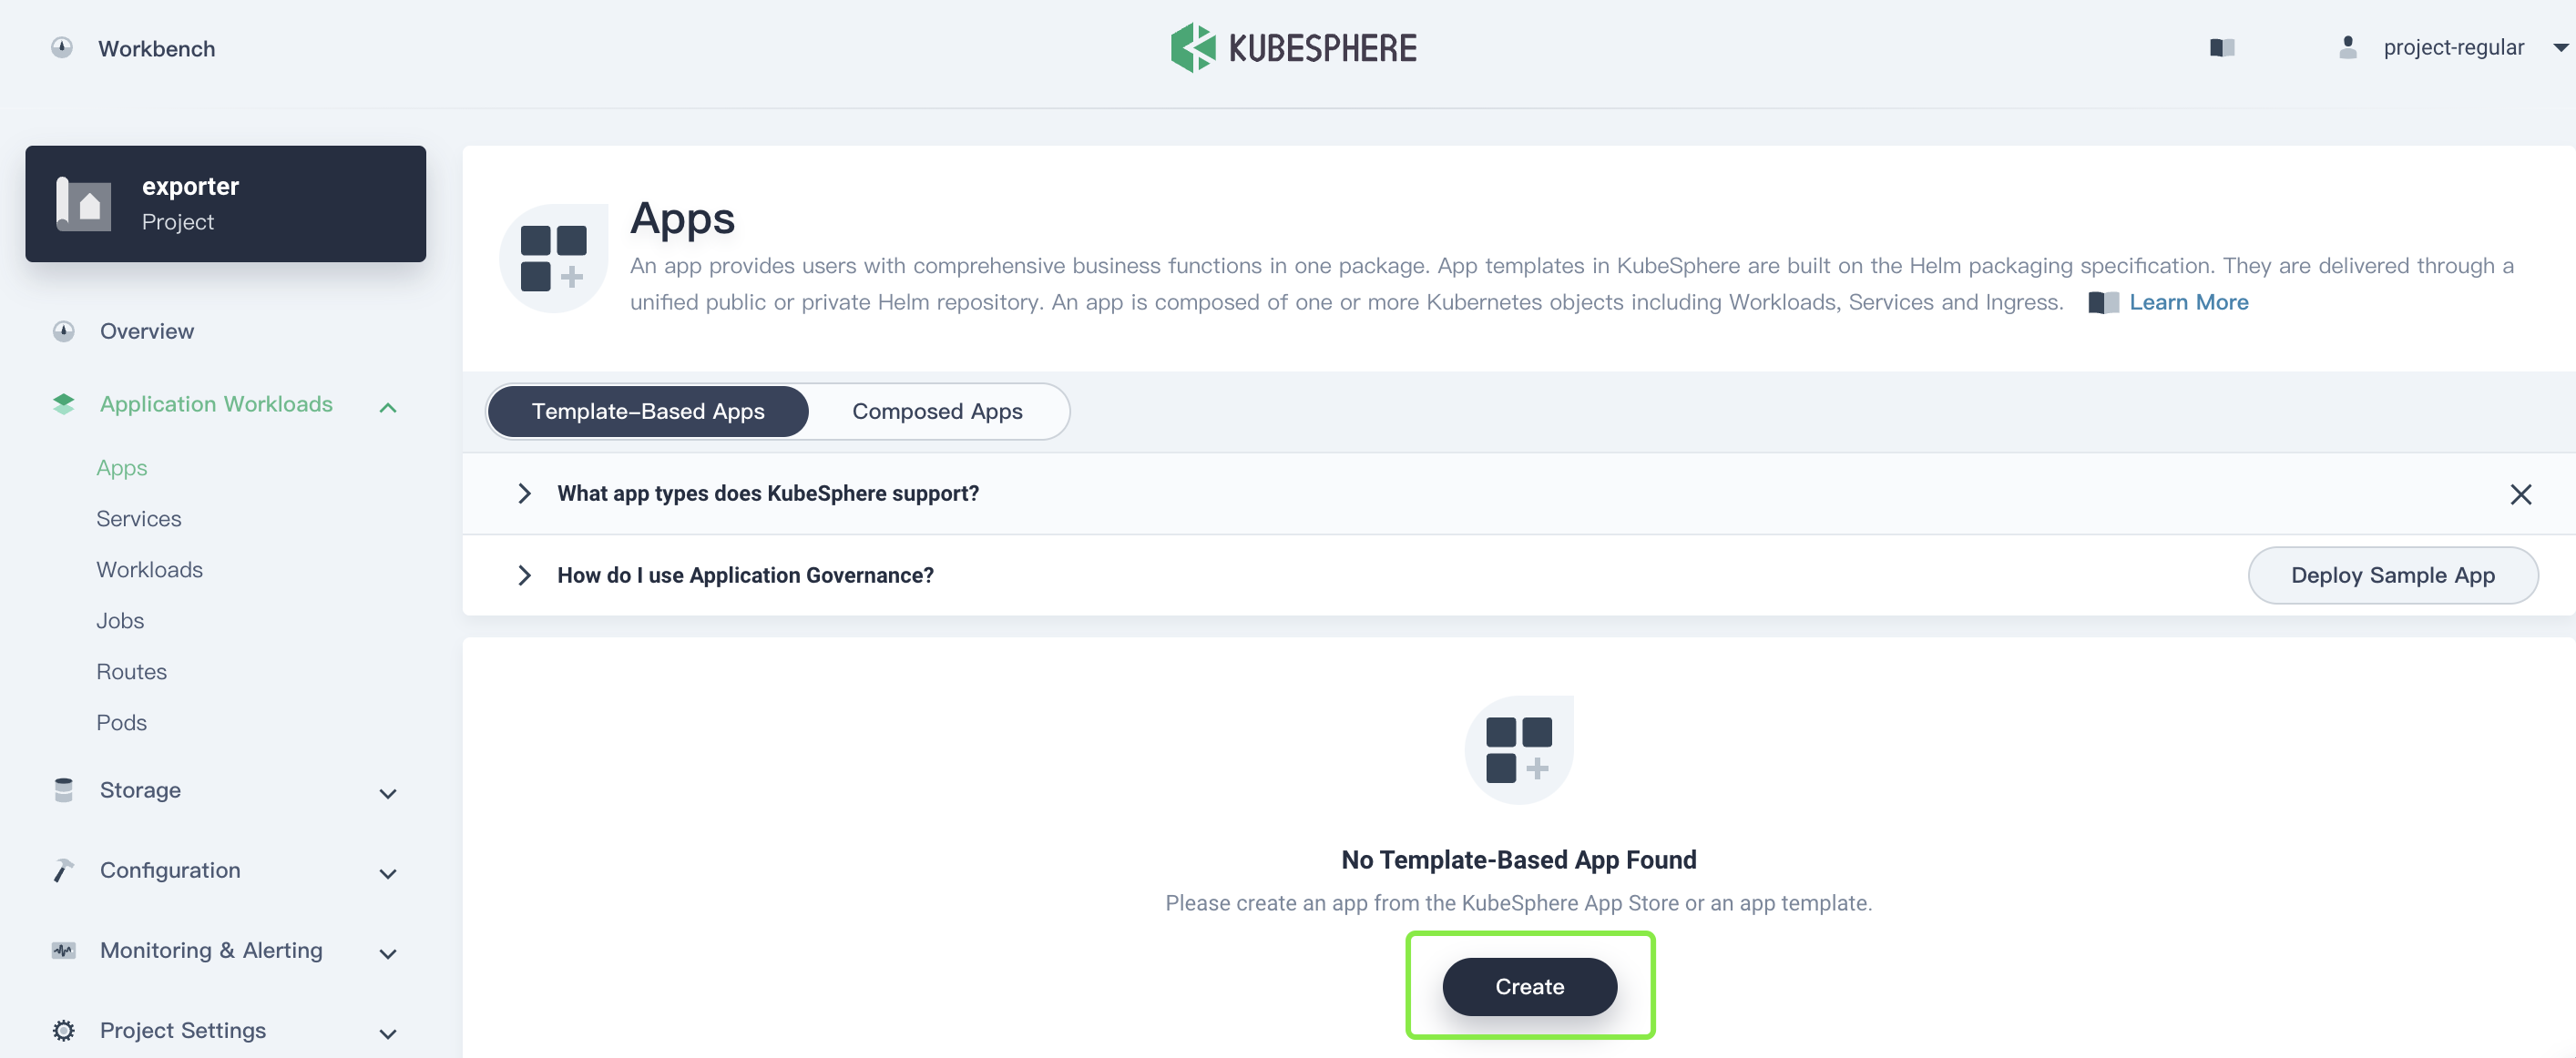 Workbench
KUBESPHERE
project-regular
exporter
Project
Overview
Application Workloads
Apps
Services
Workloads
Jobs
Routes
Pods
Storage
Configuration
Monitoring & Alerting
Project Settings
Apps
An app provides users with comprehensive business functions in one package. App templates in KubeSphere are built on the Helm packaging specification. They are delivered through a
unified public or private Helm repository. An app is composed of one or more Kubernetes objects including Workloads, Services and Ingress. Learn More
Template-Based Apps
Composed Apps
What app types does KubeSphere support?
How do I use Application Governance?
Deploy Sample App
No Template-Based App Found
Please create an app from the KubeSphere App Store or an app template.
Create